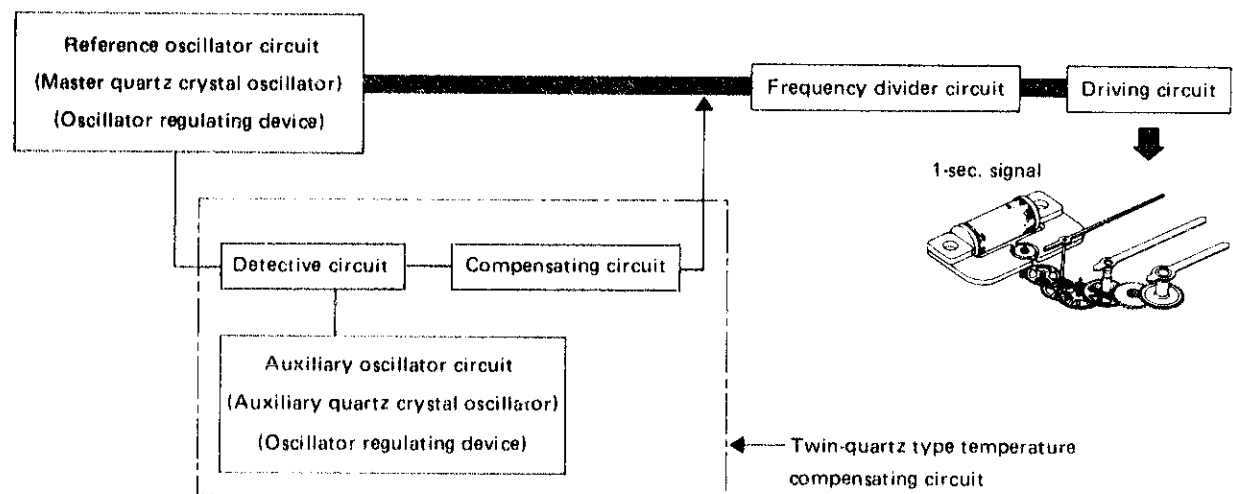 Reference oscillator circuit
(Master quartz crystal oscillator)
(Oscillator regulating device)
Frequency divider circuit
Driving circuit
1-sec. signal
Detective circuit
Compensating circuit
Auxiliary oscillator circuit
(Auxiliary quartz crystal oscillator)
(Oscillator regulating device)
Twin-quartz type temperature
compensating circuit